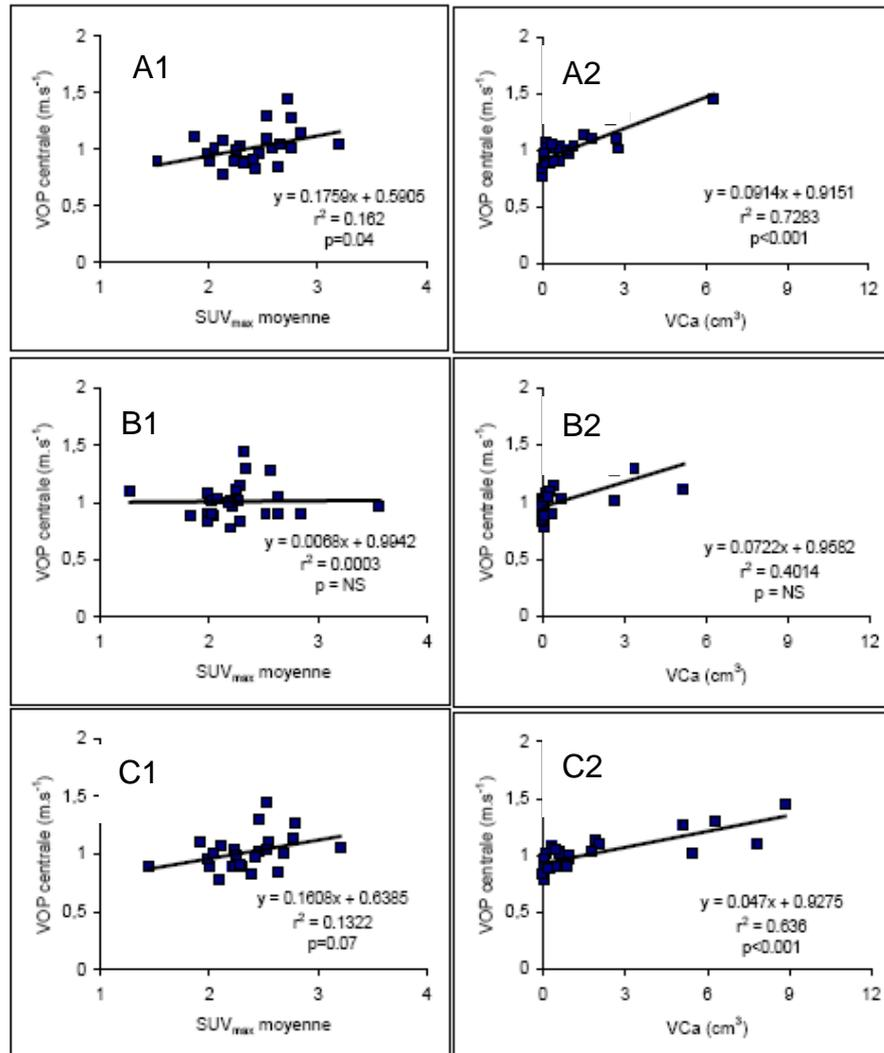 A1
VOP centrale (m.s⁻¹)
2
1,5
1
0,5
0
y = 0.1759x + 0.5905
r² = 0.162
p=0.04
1 2 3 4
SUVmax moyenne
A2
VOP centrale (m.s⁻¹)
2
1,5
1
0,5
0
y = 0.0914x + 0.9151
r² = 0.7283
p<0.001
0 3 6 9 12
VCa (cm³)
B1
VOP centrale (m.s⁻¹)
2
1,5
1
0,5
0
y = 0.0068x + 0.9942
r² = 0.0003
p = NS
1 2 3 4
SUVmax moyenne
B2
VOP centrale (m.s⁻¹)
2
1,5
1
0,5
0
y = 0.0722x + 0.9582
r² = 0.4014
p = NS
0 3 6 9 12
VCa (cm³)
C1
VOP centrale (m.s⁻¹)
2
1,5
1
0,5
0
y = 0.1608x + 0.6385
r² = 0.1322
p=0.07
1 2 3 4
SUVmax moyenne
C2
VOP centrale (m.s⁻¹)
2
1,5
1
0,5
0
y = 0.047x + 0.9275
r² = 0.636
p<0.001
0 3 6 9 12
VCa (cm³)